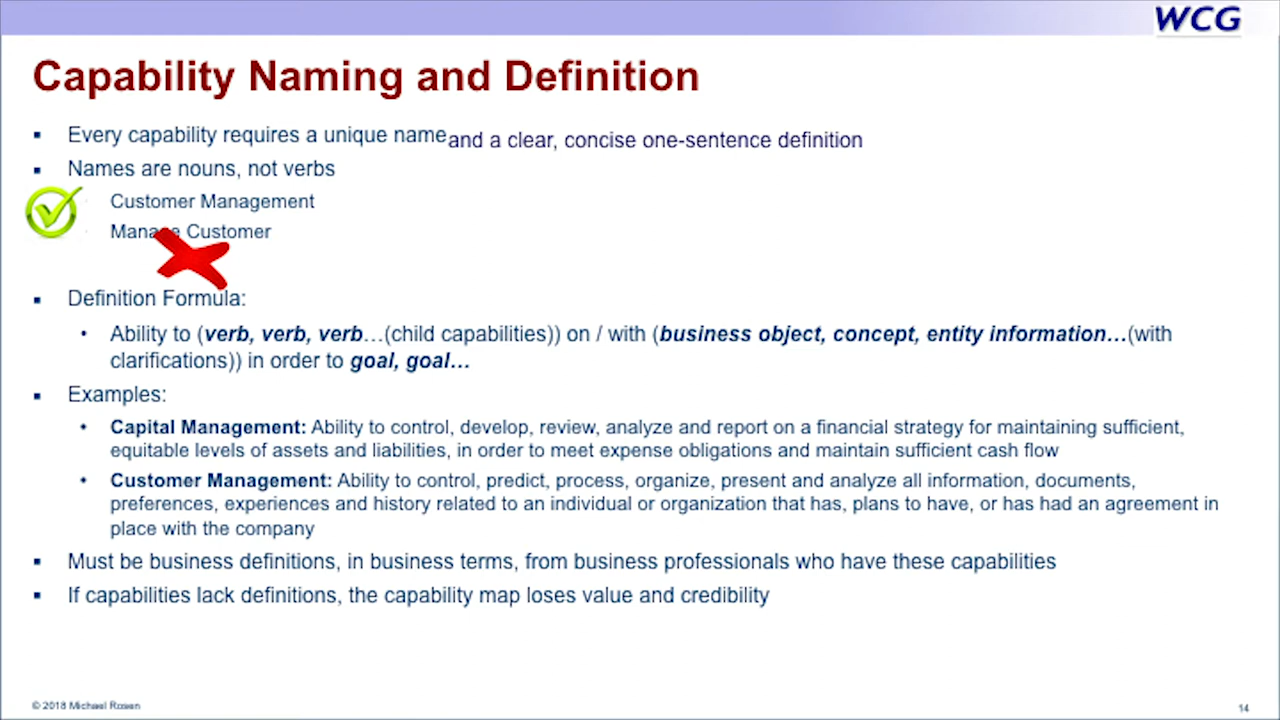 WCG
Capability Naming and Definition
▪ Every capability requires a unique name and a clear, concise one-sentence definition
▪ Names are nouns, not verbs
Customer Management
Manage Customer
▪ Definition Formula:
• Ability to (verb, verb, verb…(child capabilities)) on / with (business object, concept, entity information…(with
clarifications)) in order to goal, goal…
▪ Examples:
• Capital Management: Ability to control, develop, review, analyze and report on a financial strategy for maintaining sufficient,
equitable levels of assets and liabilities, in order to meet expense obligations and maintain sufficient cash flow
• Customer Management: Ability to control, predict, process, organize, present and analyze all information, documents,
preferences, experiences and history related to an individual or organization that has, plans to have, or has had an agreement in
place with the company
▪ Must be business definitions, in business terms, from business professionals who have these capabilities
▪ If capabilities lack definitions, the capability map loses value and credibility
© 2018 Michael Rosen
14